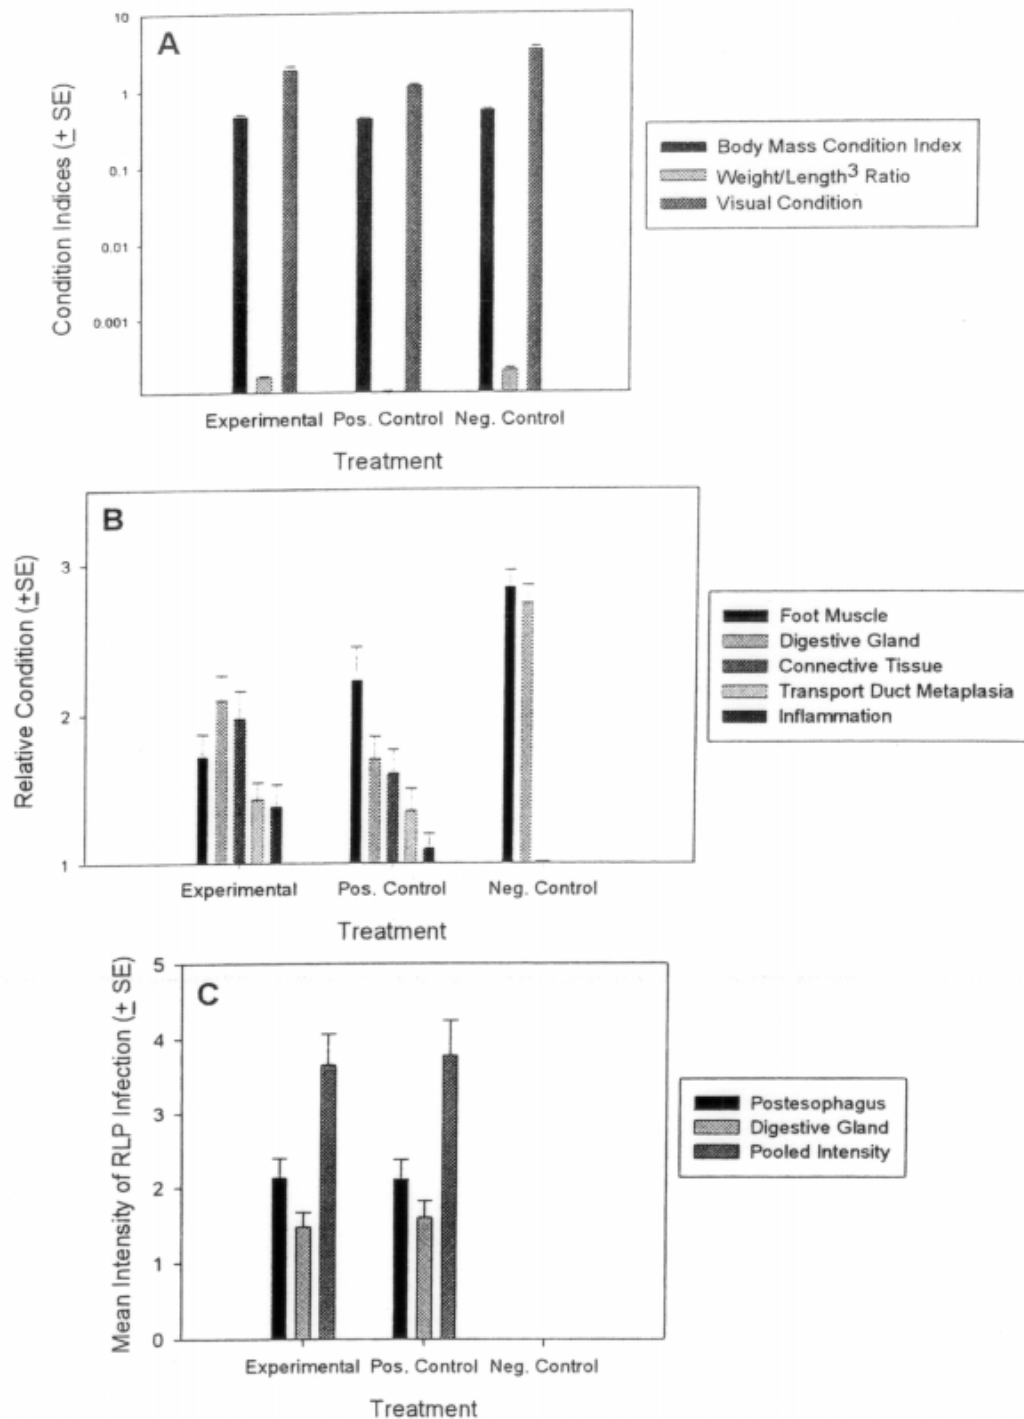 A
10
1
0.1
0.01
0.001
Condition Indices (± SE)
Experimental Pos. Control Neg. Control
Treatment
Body Mass Condition Index
Weight/Length³ Ratio
Visual Condition
B
3
2
1
Relative Condition (±SE)
Experimental Pos. Control Neg. Control
Treatment
Foot Muscle
Digestive Gland
Connective Tissue
Transport Duct Metaplasia
Inflammation
C
5
4
3
2
1
0
Mean Intensity of RLP Infection (± SE)
Experimental Pos. Control Neg. Control
Treatment
Postesophagus
Digestive Gland
Pooled Intensity